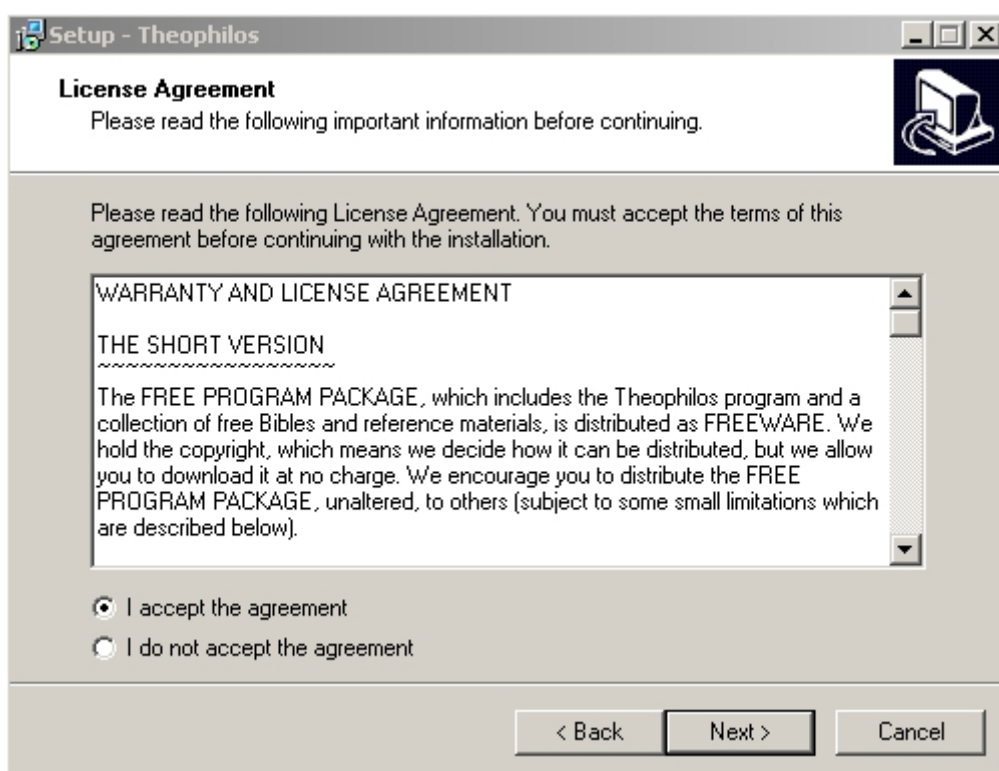 Setup - Theophilos
License Agreement
Please read the following important information before continuing.
Please read the following License Agreement. You must accept the terms of this
agreement before continuing with the installation.
WARRANTY AND LICENSE AGREEMENT
THE SHORT VERSION
~~~~~~~~~~~~~~~~~
The FREE PROGRAM PACKAGE, which includes the Theophilos program and a
collection of free Bibles and reference materials, is distributed as FREEWARE. We
hold the copyright, which means we decide how it can be distributed, but we allow
you to download it at no charge. We encourage you to distribute the FREE
PROGRAM PACKAGE, unaltered, to others (subject to some small limitations which
are described below).
I accept the agreement
I do not accept the agreement
< Back
Next >
Cancel